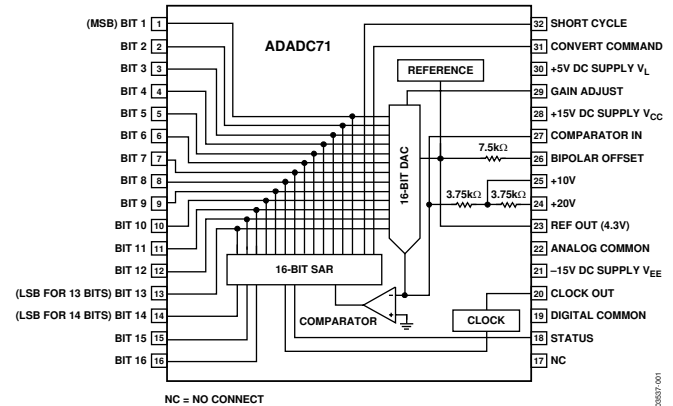 (MSB) BIT 1 1
BIT 2 2
BIT 3 3
BIT 4 4
BIT 5 5
BIT 6 6
BIT 7 7
BIT 8 8
BIT 9 9
BIT 10 10
BIT 11 11
BIT 12 12
(LSB FOR 13 BITS) BIT 13 13
(LSB FOR 14 BITS) BIT 14 14
BIT 15 15
BIT 16 16
ADADC71
REFERENCE
16-BIT DAC
7.5kΩ
3.75kΩ 3.75kΩ
16-BIT SAR
COMPARATOR
–
+
CLOCK
32 SHORT CYCLE
31 CONVERT COMMAND
30 +5V DC SUPPLY VL
29 GAIN ADJUST
28 +15V DC SUPPLY VCC
27 COMPARATOR IN
26 BIPOLAR OFFSET
25 +10V
24 +20V
23 REF OUT (4.3V)
22 ANALOG COMMON
21 –15V DC SUPPLY VEE
20 CLOCK OUT
19 DIGITAL COMMON
18 STATUS
17 NC
NC = NO CONNECT
03537-001